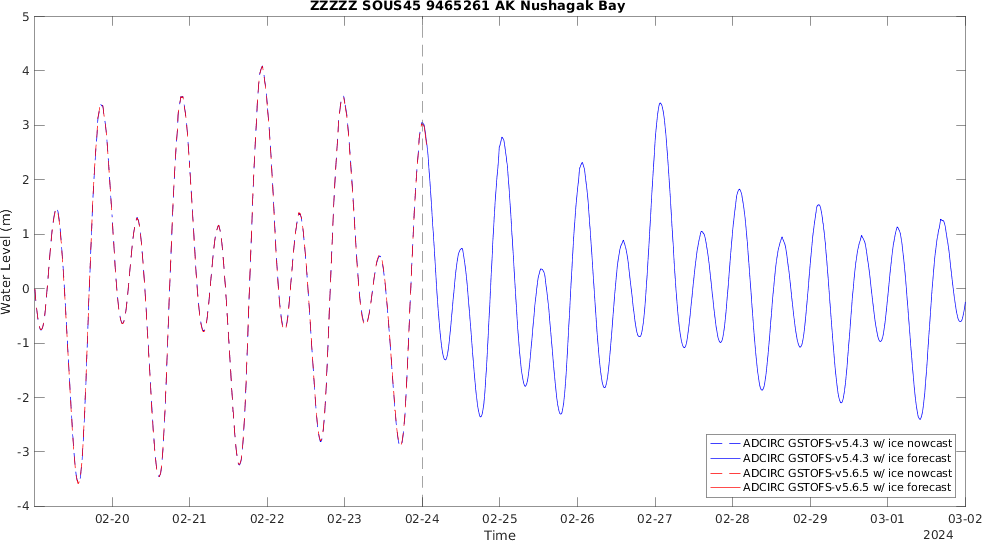 ZZZZZ SOUS45 9465261 AK Nushagak Bay
5
4
3
2
1
0
-1
-2
-3
-4
Water Level (m)
ADCIRC GSTOFS-v5.4.3 w/ ice nowcast
ADCIRC GSTOFS-v5.4.3 w/ ice forecast
ADCIRC GSTOFS-v5.6.5 w/ ice nowcast
ADCIRC GSTOFS-v5.6.5 w/ ice forecast
02-20 02-21 02-22 02-23 02-24 02-25 02-26 02-27 02-28 02-29 03-01 03-02
Time 2024